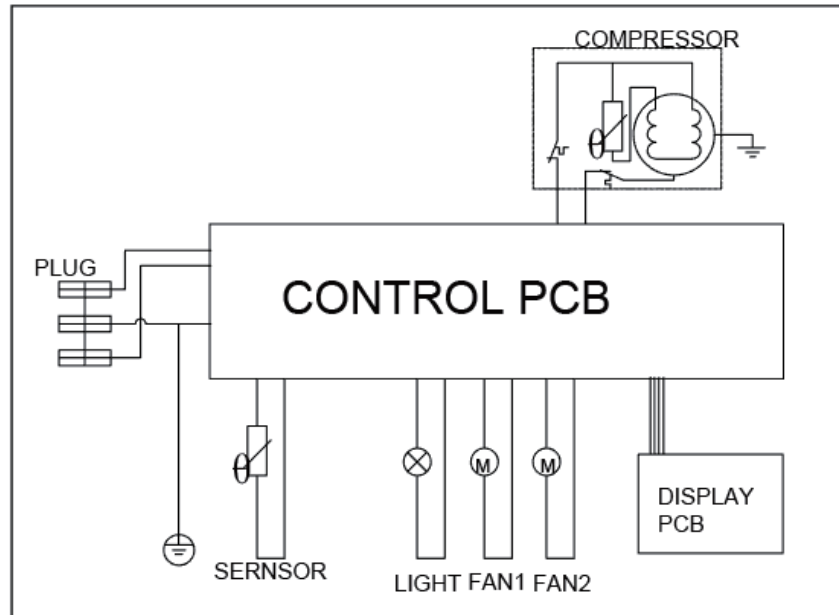 COMPRESSOR
PLUG
CONTROL PCB
M
M
DISPLAY
PCB
SERNSOR
LIGHT FAN1 FAN2